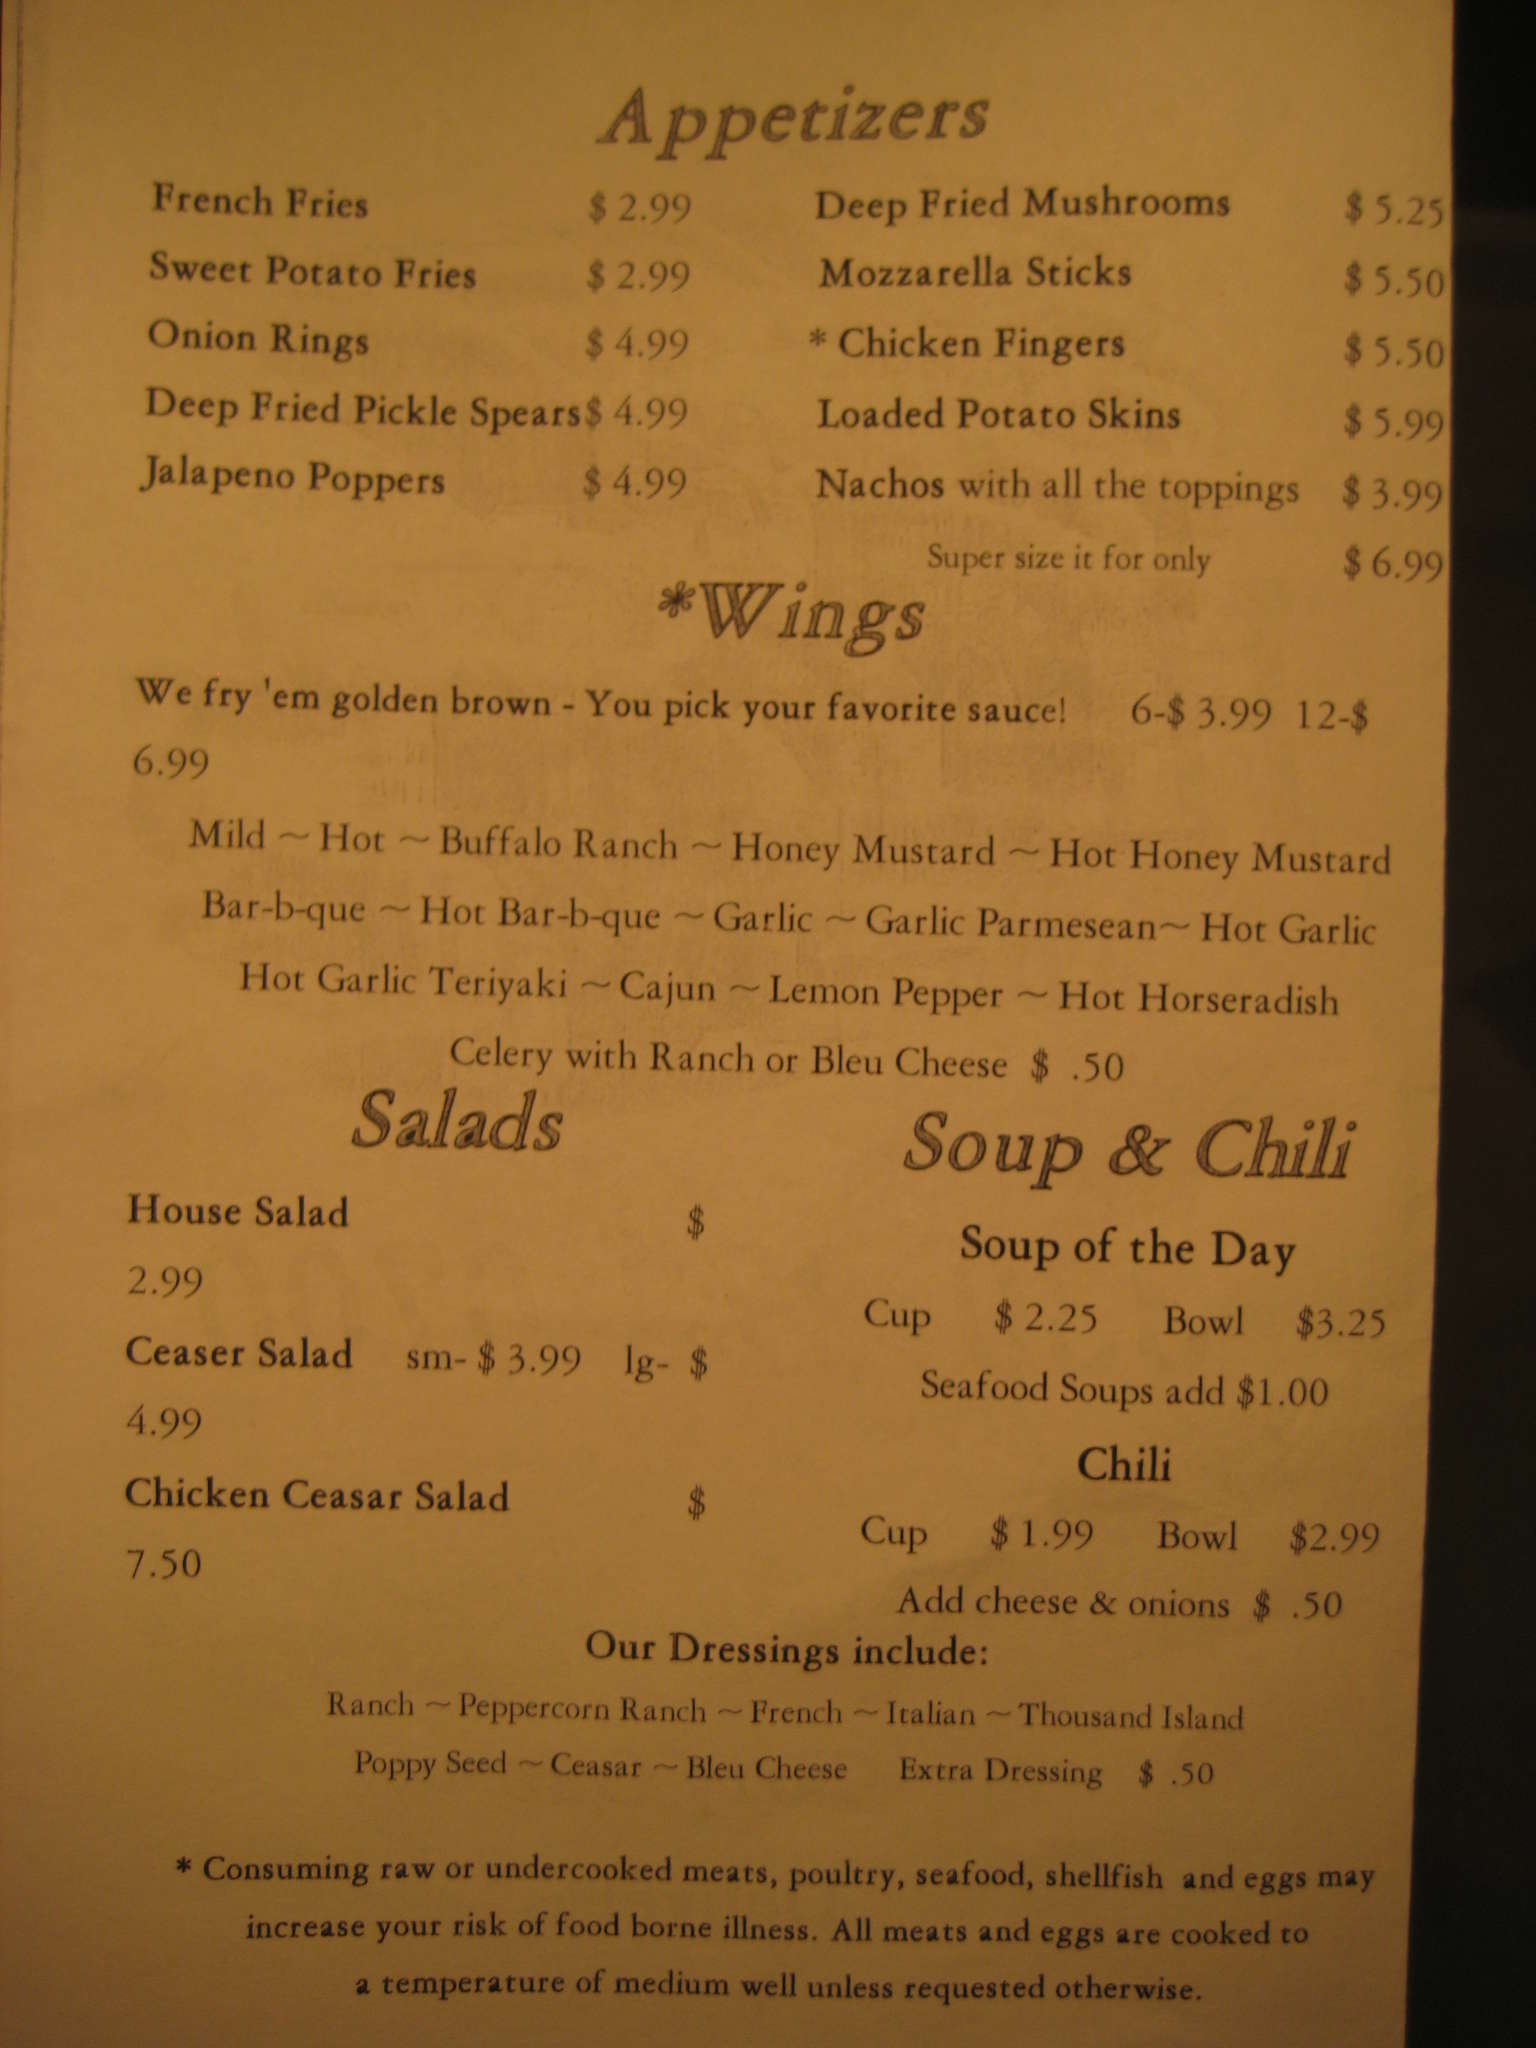 Appetizers
French Fries $ 2.99 Deep Fried Mushrooms $ 5.25
Sweet Potato Fries $ 2.99 Mozzarella Sticks $ 5.50
Onion Rings $ 4.99 * Chicken Fingers $ 5.50
Deep Fried Pickle Spears$ 4.99 Loaded Potato Skins $ 5.99
Jalapeno Poppers $ 4.99 Nachos with all the toppings $ 3.99
Super size it for only $ 6.99
*Wings
We fry 'em golden brown - You pick your favorite sauce! 6-$ 3.99 12-$
6.99
Mild ~ Hot ~ Buffalo Ranch ~ Honey Mustard ~ Hot Honey Mustard
Bar-b-que ~ Hot Bar-b-que ~ Garlic ~ Garlic Parmesean~ Hot Garlic
Hot Garlic Teriyaki ~ Cajun ~ Lemon Pepper ~ Hot Horseradish
Celery with Ranch or Bleu Cheese $ .50
Salads
House Salad $
2.99
Ceaser Salad sm- $ 3.99 lg- $
4.99
Chicken Ceasar Salad $
7.50
Soup & Chili
Soup of the Day
Cup $ 2.25 Bowl $3.25
Seafood Soups add $1.00
Chili
Cup $ 1.99 Bowl $2.99
Add cheese & onions $ .50
Our Dressings include:
Ranch ~ Peppercorn Ranch ~ French ~ Italian ~ Thousand Island
Poppy Seed ~ Ceasar ~ Bleu Cheese Extra Dressing $ .50
* Consuming raw or undercooked meats, poultry, seafood, shellfish and eggs may
increase your risk of food borne illness. All meats and eggs are cooked to
a temperature of medium well unless requested otherwise.